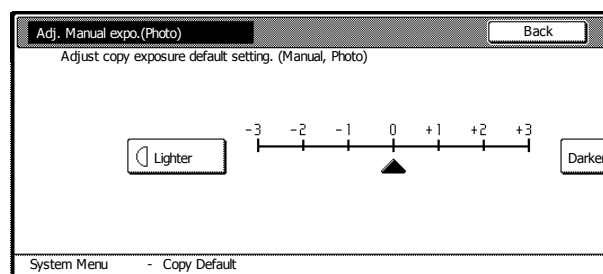 Adj. Manual expo.(Photo) Back
Adjust copy exposure default setting. (Manual, Photo)
-3 -2 -1 0 +1 +2 +3
Lighter Darker
System Menu - Copy Default